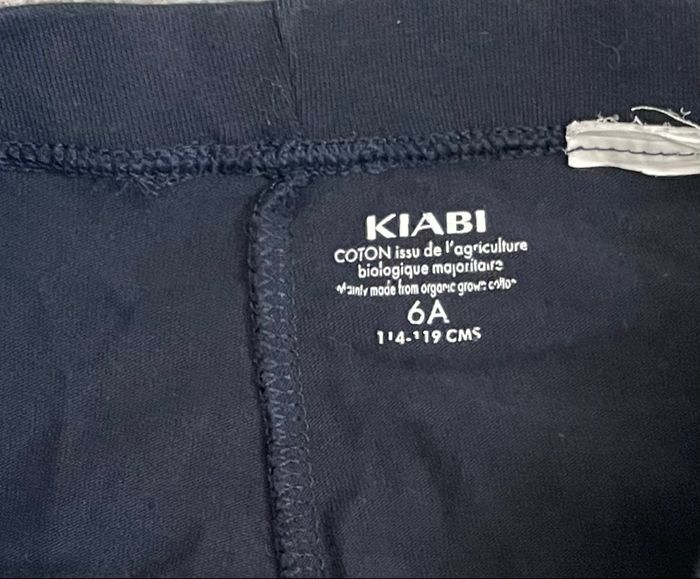 KIABI
COTON issu de l'agriculture
biologique majoritaire
Mainly made from organic grown cotton
6A
114-119 CMS